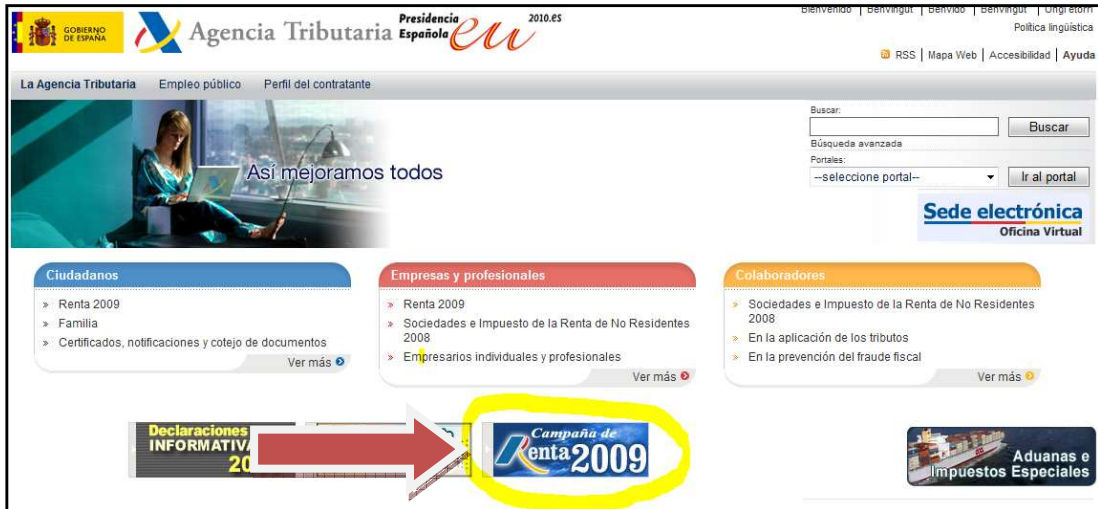 Bienvenido | Benvingut | Benvido | Benvingut | Ongi etorri
GOBIERNO
DE ESPAÑA
Agencia Tributaria
Presidencia
Española
eu
2010.es
Política lingüística
RSS | Mapa Web | Accesibilidad | Ayuda
La Agencia Tributaria Empleo público Perfil del contratante
Así mejoramos todos
Buscar:
Buscar
Búsqueda avanzada
Portales:
--seleccione portal-- Ir al portal
Sede electrónica
Oficina Virtual
Ciudadanos
» Renta 2009
» Familia
» Certificados, notificaciones y cotejo de documentos
Ver más
Empresas y profesionales
» Renta 2009
» Sociedades e Impuesto de la Renta de No Residentes
2008
» Empresarios individuales y profesionales
Ver más
Colaboradores
» Sociedades e Impuesto de la Renta de No Residentes
2008
» En la aplicación de los tributos
» En la prevención del fraude fiscal
Ver más
Declaraciones
INFORMATIVA
20
Campaña de
Renta 2009
Aduanas e
Impuestos Especiales